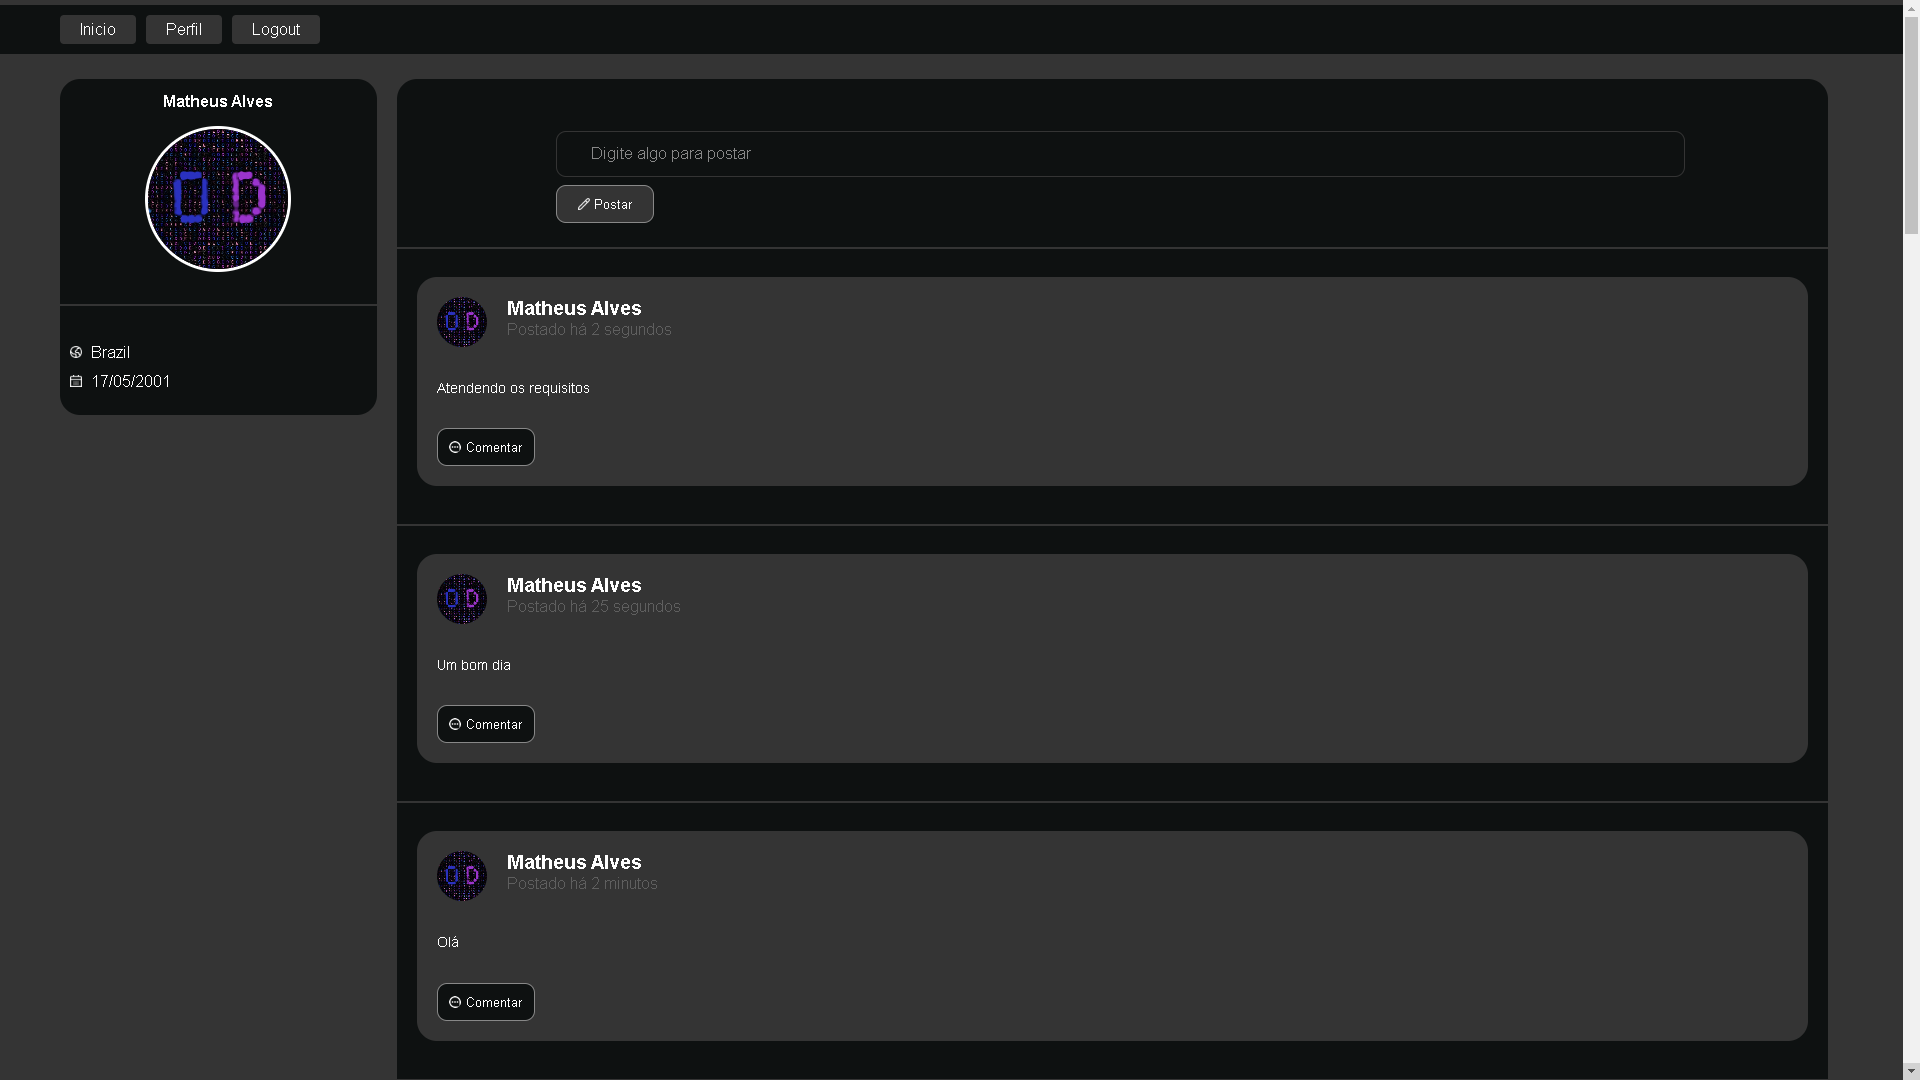 Inicio
Perfil
Logout
Matheus Alves
OD
Brazil
17/05/2001
Digite algo para postar
Postar
Matheus Alves
Postado há 2 segundos
Atendendo os requisitos
Comentar
Matheus Alves
Postado há 25 segundos
Um bom dia
Comentar
Matheus Alves
Postado há 2 minutos
Olá
Comentar